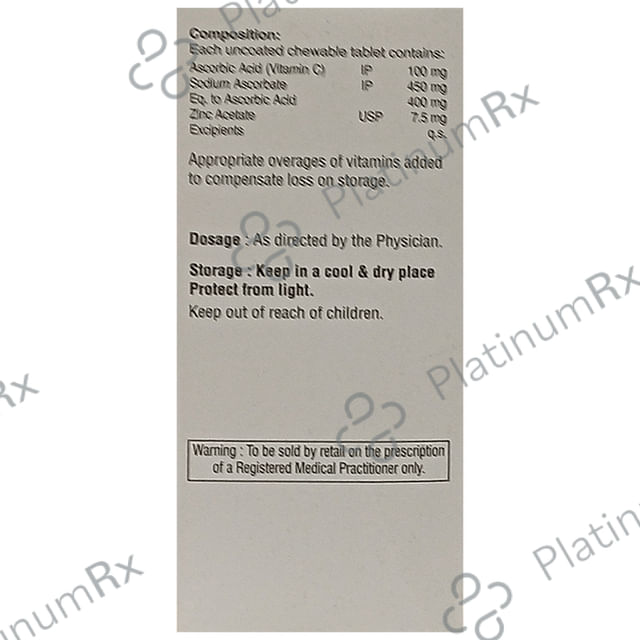 Composition:
Each uncoated chewable tablet contains:
Ascorbic Acid (Vitamin C) IP 100 mg
Sodium Ascorbate IP 450 mg
Eq. to Ascorbic Acid 400 mg
Zinc Acetate USP 7.5 mg
Excipients q.s.
Appropriate overages of vitamins added
to compensate loss on storage.
Dosage : As directed by the Physician.
Storage : Keep in a cool & dry place
Protect from light.
Keep out of reach of children.
Warning : To be sold by retail on the prescription
of a Registered Medical Practitioner only.
PlatinumRx
PlatinumRx
Rx
Platin
inumRx
Platinum